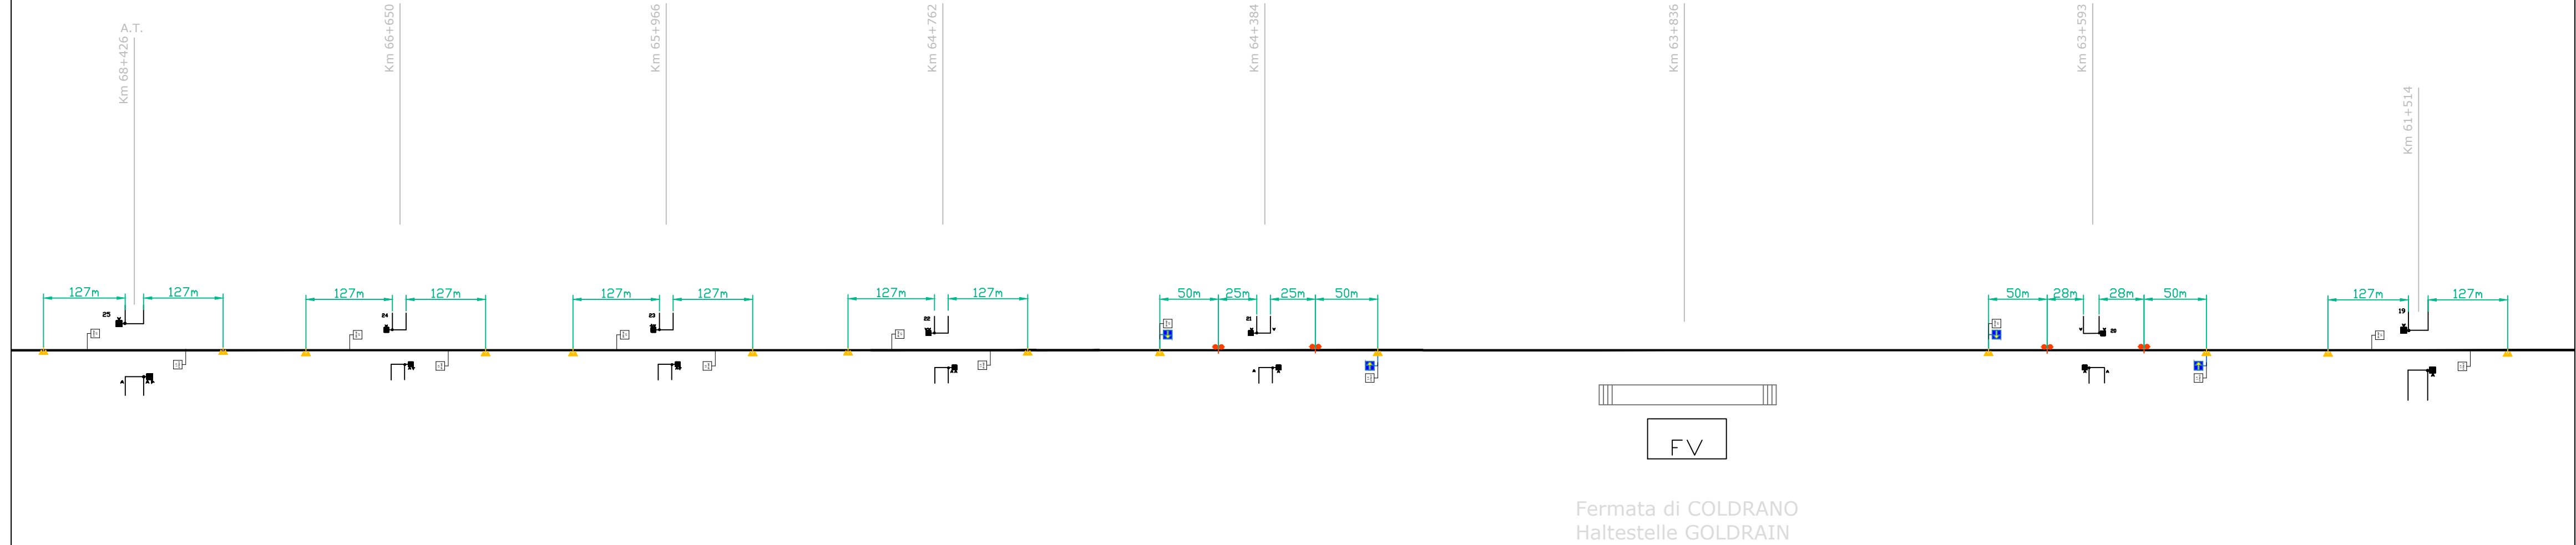 A.T.
Km 68+426
Km 66+650
Km 65+966
Km 64+762
Km 64+384
Km 63+836
Km 63+593
Km 61+514
127m
127m
127m
127m
127m
127m
127m
127m
50m
25m
25m
50m
50m
28m
28m
50m
127m
127m
25
24
23
22
21
20
19
FV
Fermata di COLDRANO
Haltestelle GOLDRAIN